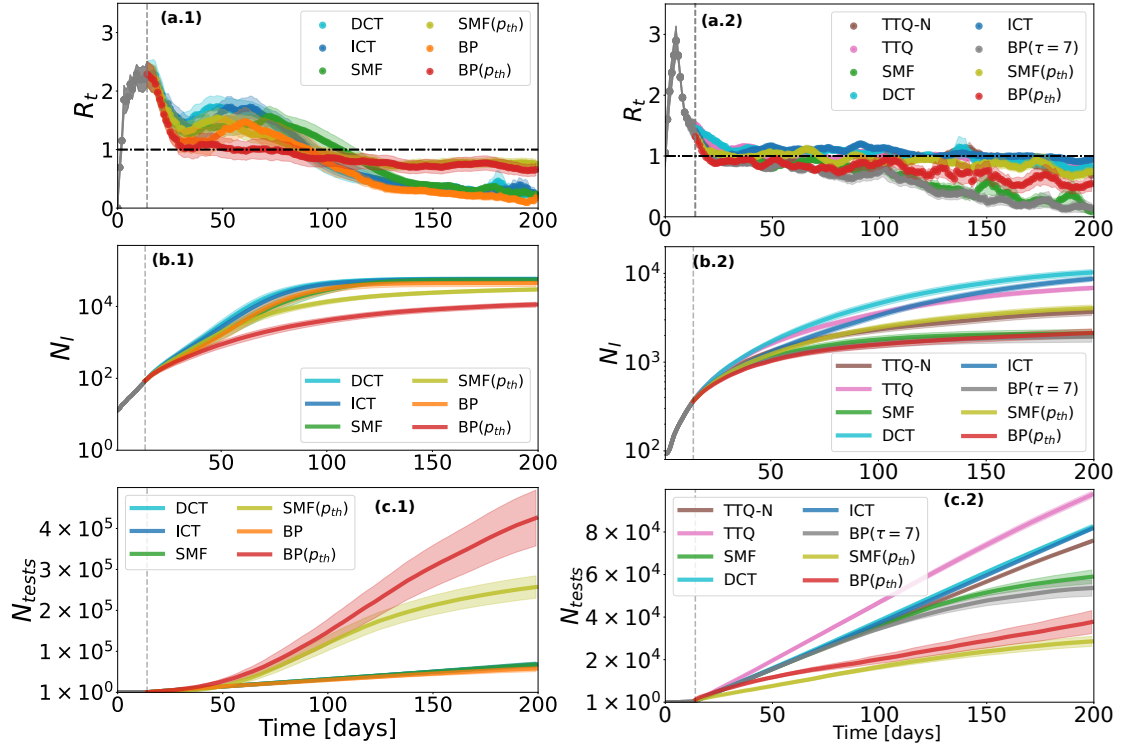 (a.1)
R_t
3
2
1
0
DCT
ICT
SMF
SMF(p_th)
BP
BP(p_th)
0 50 100 150 200
(a.2)
R_t
3
2
1
0
TTQ-N
TTQ
SMF
DCT
ICT
BP(τ = 7)
SMF(p_th)
BP(p_th)
0 50 100 150 200
(b.1)
N_I
10^4
10^2
10^0
DCT
ICT
SMF
SMF(p_th)
BP
BP(p_th)
0 50 100 150 200
(b.2)
N_I
10^4
10^3
10^2
TTQ-N
TTQ
SMF
DCT
ICT
BP(τ = 7)
SMF(p_th)
BP(p_th)
0 50 100 150 200
(c.1)
N_tests
4 × 10^5
3 × 10^5
2 × 10^5
1 × 10^5
1 × 10^0
DCT
ICT
SMF
SMF(p_th)
BP
BP(p_th)
0 50 100 150 200
Time [days]
(c.2)
N_tests
8 × 10^4
6 × 10^4
4 × 10^4
2 × 10^4
1 × 10^0
TTQ-N
TTQ
SMF
DCT
ICT
BP(τ = 7)
SMF(p_th)
BP(p_th)
0 50 100 150 200
Time [days]